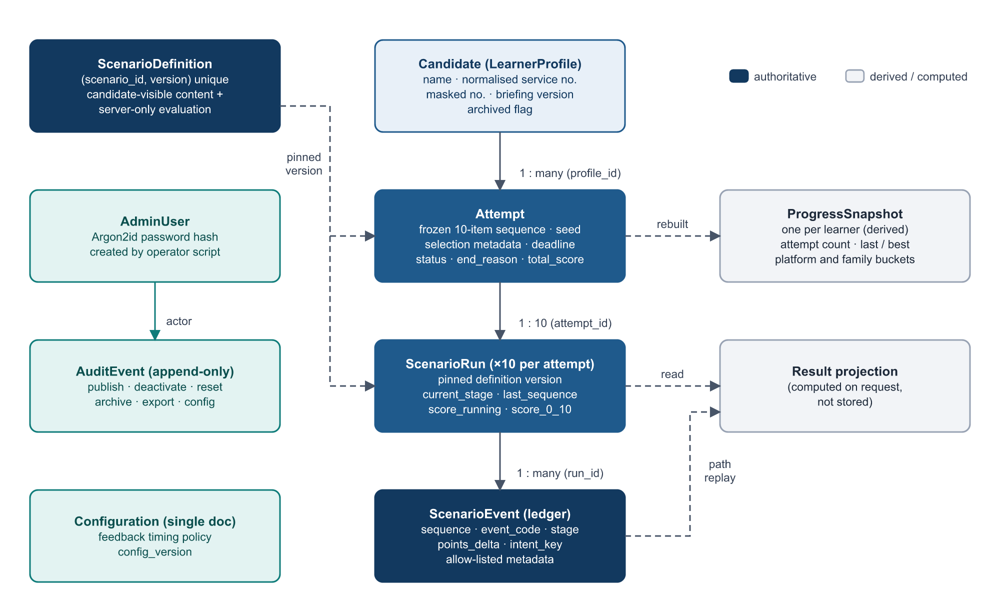 ScenarioDefinition
(scenario_id, version) unique
candidate-visible content +
server-only evaluation
Candidate (LearnerProfile)
name · normalised service no.
masked no. · briefing version
archived flag
authoritative
derived / computed
pinned
version
1 : many (profile_id)
AdminUser
Argon2id password hash
created by operator script
Attempt
frozen 10-item sequence · seed
selection metadata · deadline
status · end_reason · total_score
rebuilt
ProgressSnapshot
one per learner (derived)
attempt count · last / best
platform and family buckets
actor
1 : 10 (attempt_id)
AuditEvent (append-only)
publish · deactivate · reset
archive · export · config
ScenarioRun (×10 per attempt)
pinned definition version
current_stage · last_sequence
score_running · score_0_10
read
Result projection
(computed on request,
not stored)
path
replay
1 : many (run_id)
Configuration (single doc)
feedback timing policy
config_version
ScenarioEvent (ledger)
sequence · event_code · stage
points_delta · intent_key
allow-listed metadata